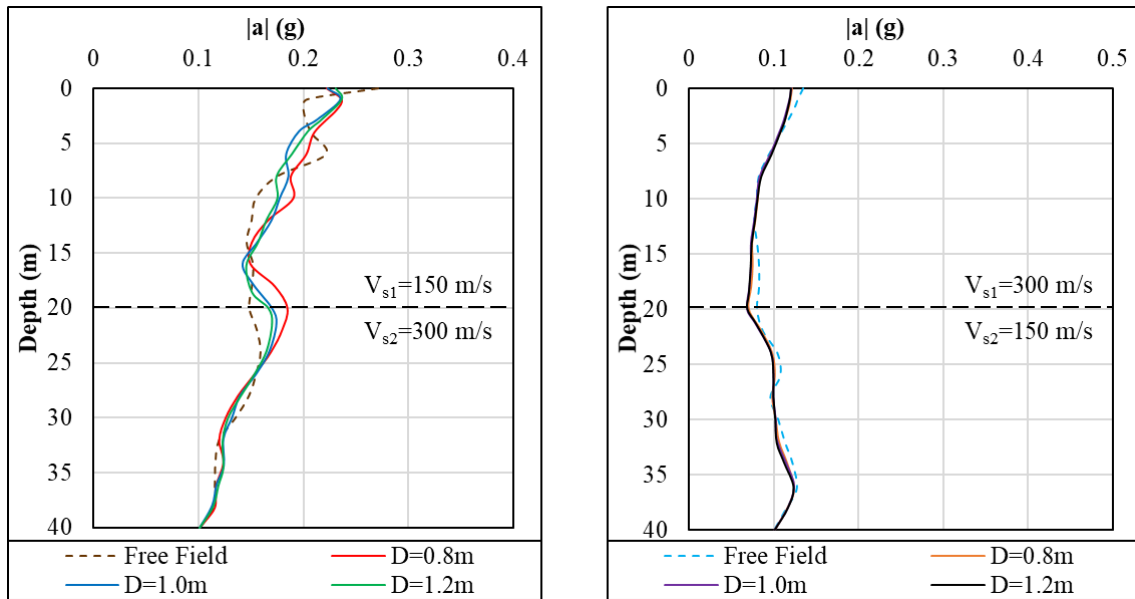 |a| (g)
0 0.1 0.2 0.3 0.4
0
5
10
15
20
25
30
35
40
Depth (m)
Vs1=150 m/s
Vs2=300 m/s
Free Field D=0.8m
D=1.0m D=1.2m
|a| (g)
0 0.1 0.2 0.3 0.4 0.5
0
5
10
15
20
25
30
35
40
Depth (m)
Vs1=300 m/s
Vs2=150 m/s
Free Field D=0.8m
D=1.0m D=1.2m